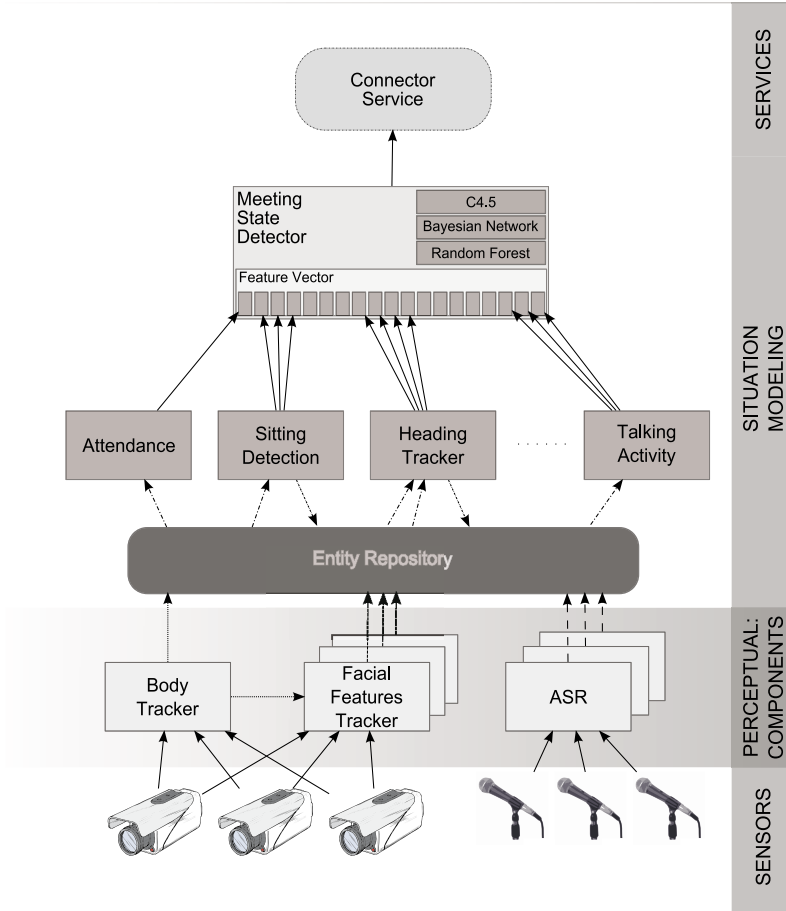 Connector
Service
SERVICES
Meeting
State
Detector
C4.5
Bayesian Network
Random Forest
Feature Vector
SITUATION
MODELING
Attendance
Sitting
Detection
Heading
Tracker
. . . . . .
Talking
Activity
Entity Repository
PERCEPTUAL:
COMPONENTS
Body
Tracker
Facial
Features
Tracker
ASR
SENSORS